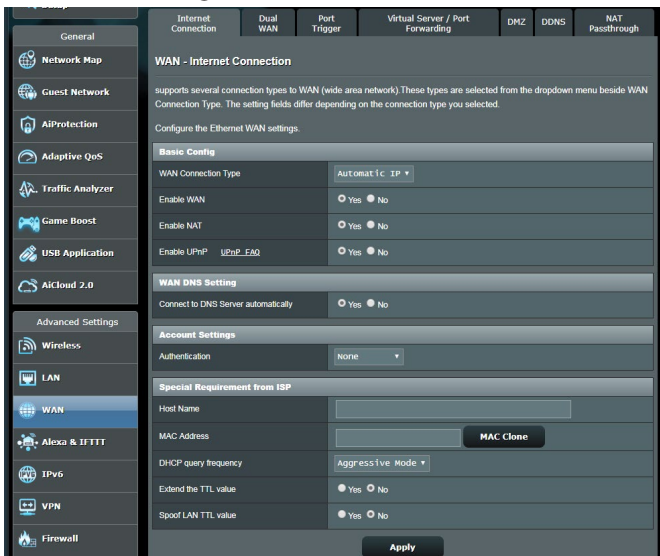 General
Network Map
Guest Network
AiProtection
Adaptive QoS
Traffic Analyzer
Game Boost
USB Application
AiCloud 2.0
Advanced Settings
Wireless
LAN
WAN
Alexa & IFTTT
IPv6
VPN
Firewall
Internet Connection
Dual WAN
Port Trigger
Virtual Server / Port Forwarding
DMZ
DDNS
NAT Passthrough
WAN - Internet Connection
supports several connection types to WAN (wide area network).These types are selected from the dropdown menu beside WAN
Connection Type. The setting fields differ depending on the connection type you selected.
Configure the Ethernet WAN settings.
Basic Config
WAN Connection Type Automatic IP
Enable WAN Yes No
Enable NAT Yes No
Enable UPnP UPnP FAQ Yes No
WAN DNS Setting
Connect to DNS Server automatically Yes No
Account Settings
Authentication None
Special Requirement from ISP
Host Name
MAC Address MAC Clone
DHCP query frequency Aggressive Mode
Extend the TTL value Yes No
Spoof LAN TTL value Yes No
Apply